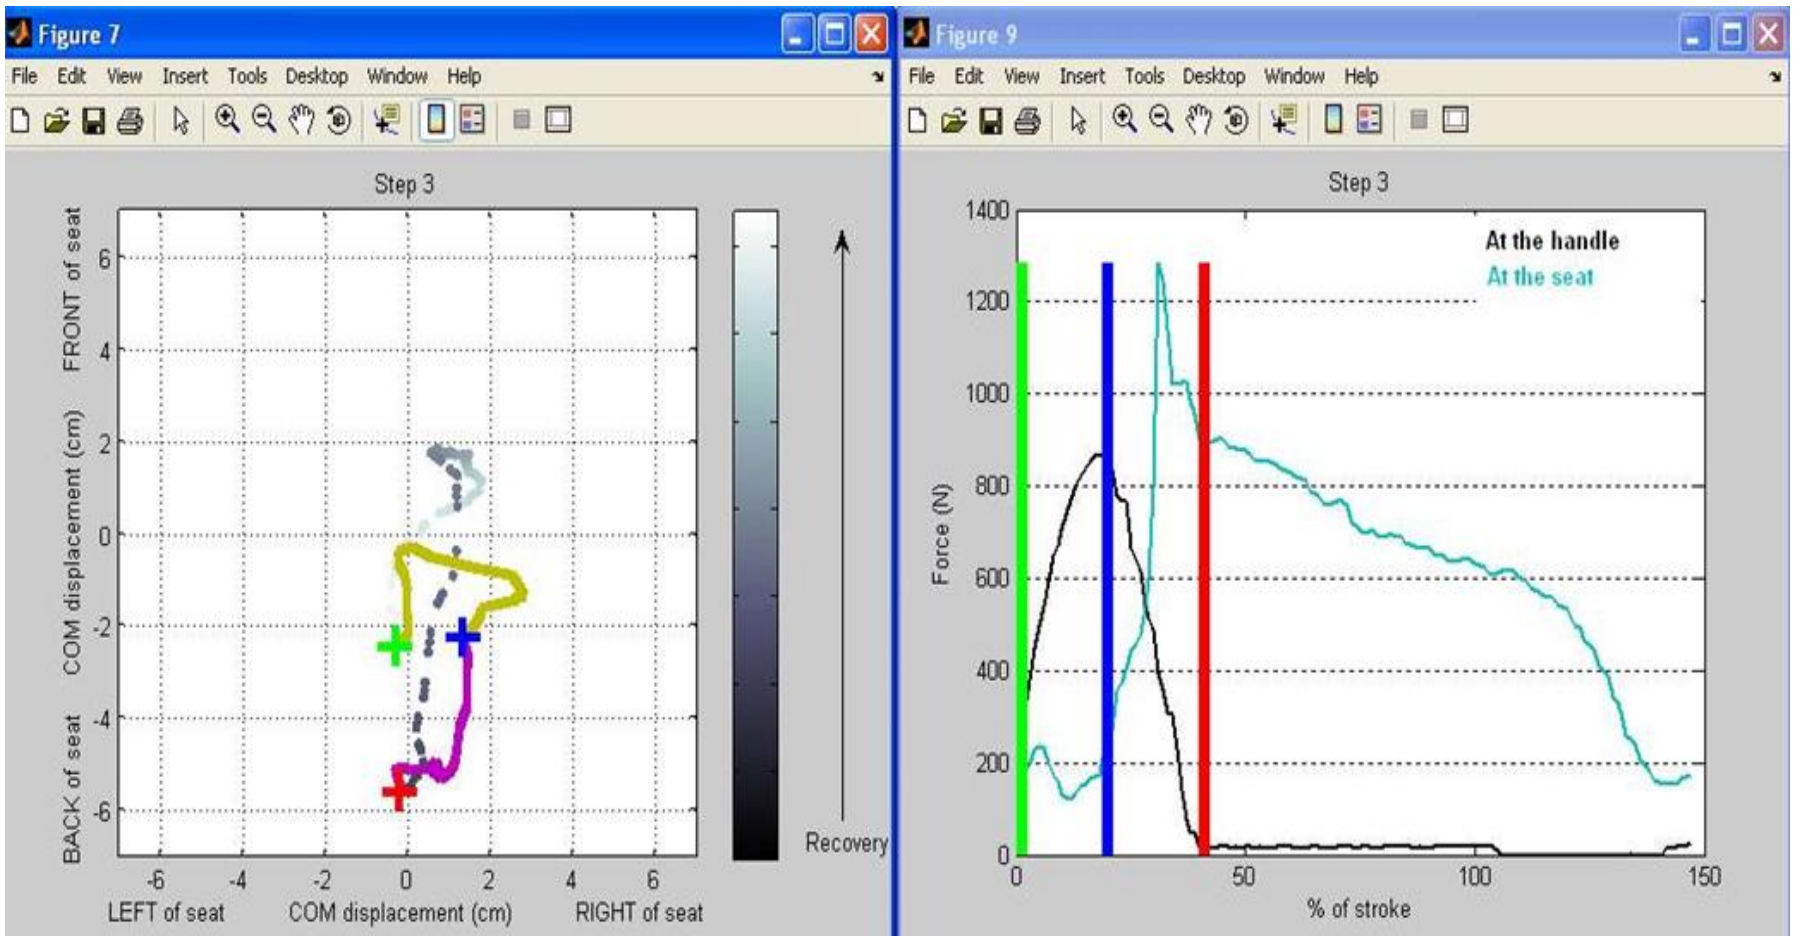 Figure 7
File Edit View Insert Tools Desktop Window Help
Step 3
BACK of seat COM displacement (cm) FRONT of seat
6
4
2
0
-2
-4
-6
-6 -4 -2 0 2 4 6
LEFT of seat COM displacement (cm) RIGHT of seat
Recovery
Figure 9
File Edit View Insert Tools Desktop Window Help
Step 3
At the handle
At the seat
Force (N)
1400
1200
1000
800
600
400
200
0
0 50 100 150
% of stroke